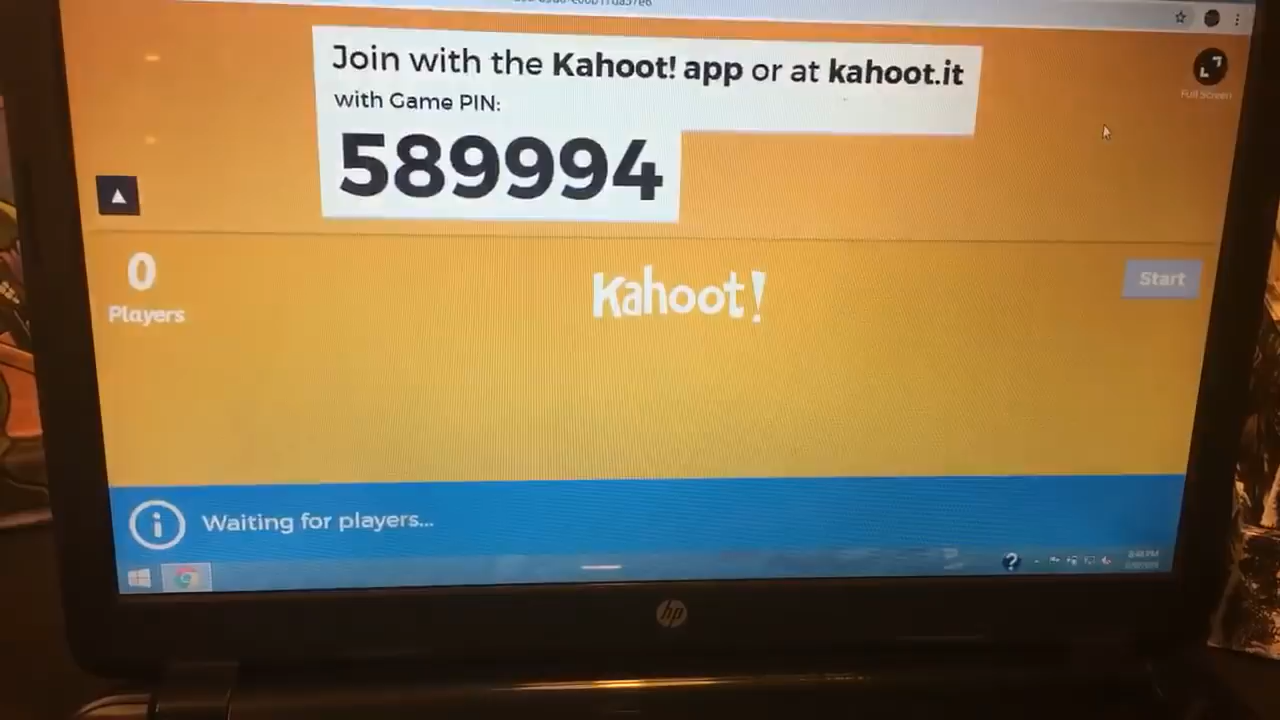 Join with the Kahoot! app or at kahoot.it
with Game PIN:
589994
Full Screen
0
Players
Kahoot!
Start
Waiting for players...
hp